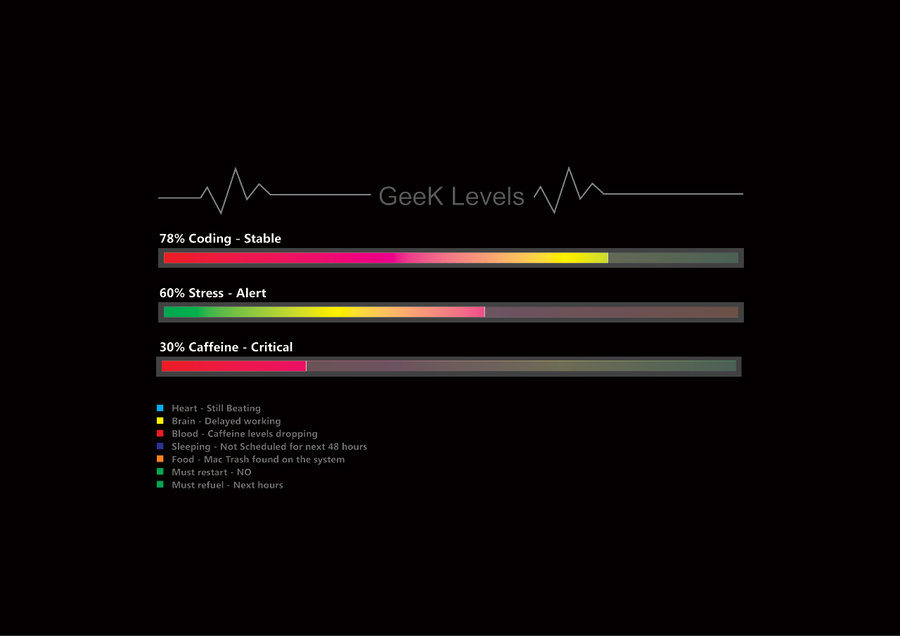 GeeK Levels
78% Coding - Stable
60% Stress - Alert
30% Caffeine - Critical
Heart - Still Beating
Brain - Delayed working
Blood - Caffeine levels dropping
Sleeping - Not Scheduled for next 48 hours
Food - Mac Trash found on the system
Must restart - NO
Must refuel - Next hours